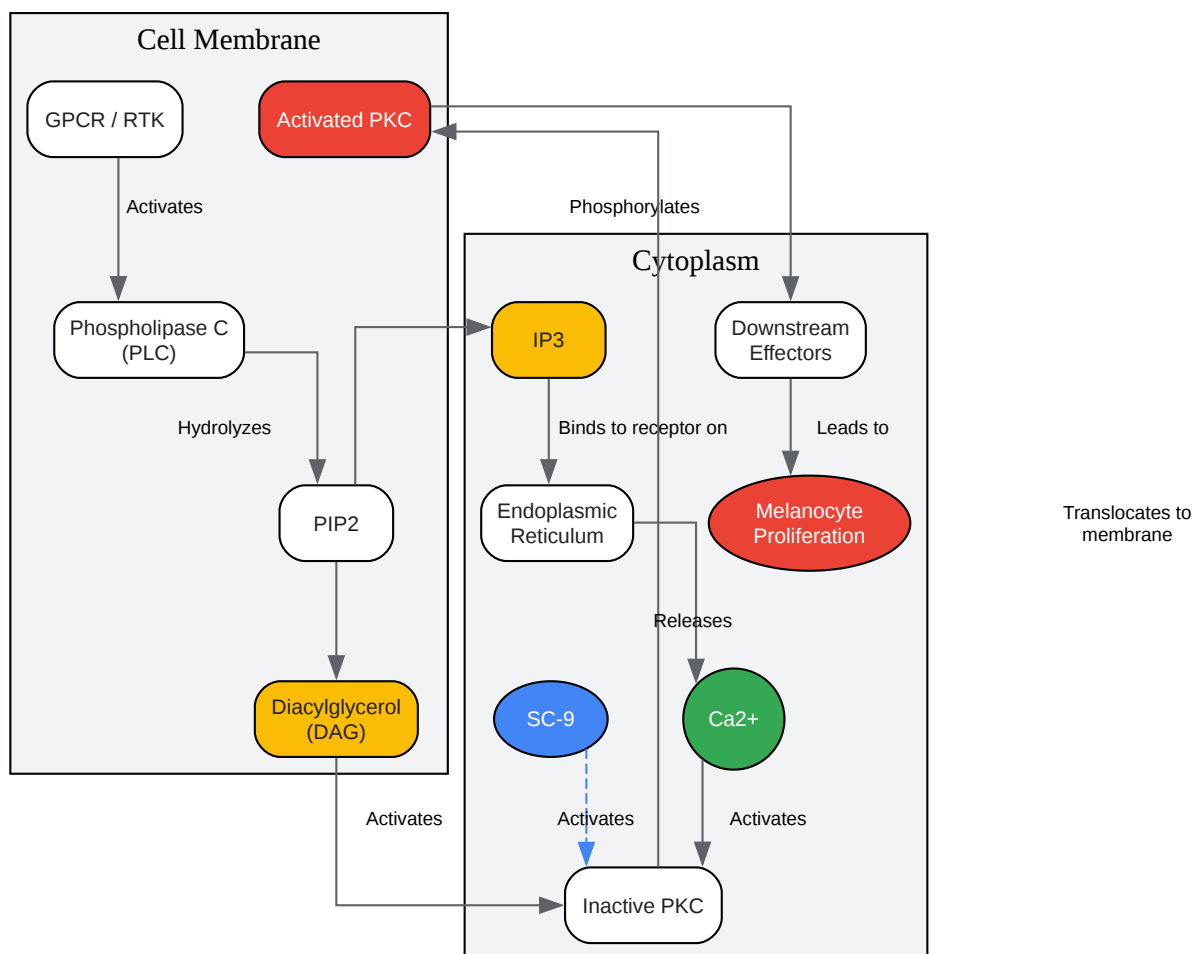 Cell Membrane
GPCR / RTK
Activated PKC
Activates
Phosphorylates
Cytoplasm
Phospholipase C
(PLC)
IP3
Downstream
Effectors
Hydrolyzes
Binds to receptor on
Leads to
PIP2
Endoplasmic
Reticulum
Melanocyte
Proliferation
Translocates to
membrane
Releases
Diacylglycerol
(DAG)
SC-9
Ca2+
Activates
Activates
Activates
Inactive PKC